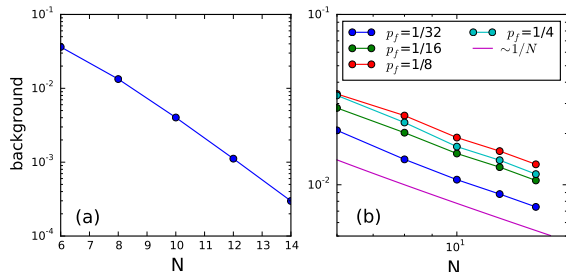 10^{-1}
10^{-2}
10^{-3}
10^{-4}
background
6 7 8 9 10 11 12 13 14
N
(a)
10^{-1}
10^{-2}
p_f=1/32
p_f=1/16
p_f=1/8
p_f=1/4
~1/N
10^1
N
(b)